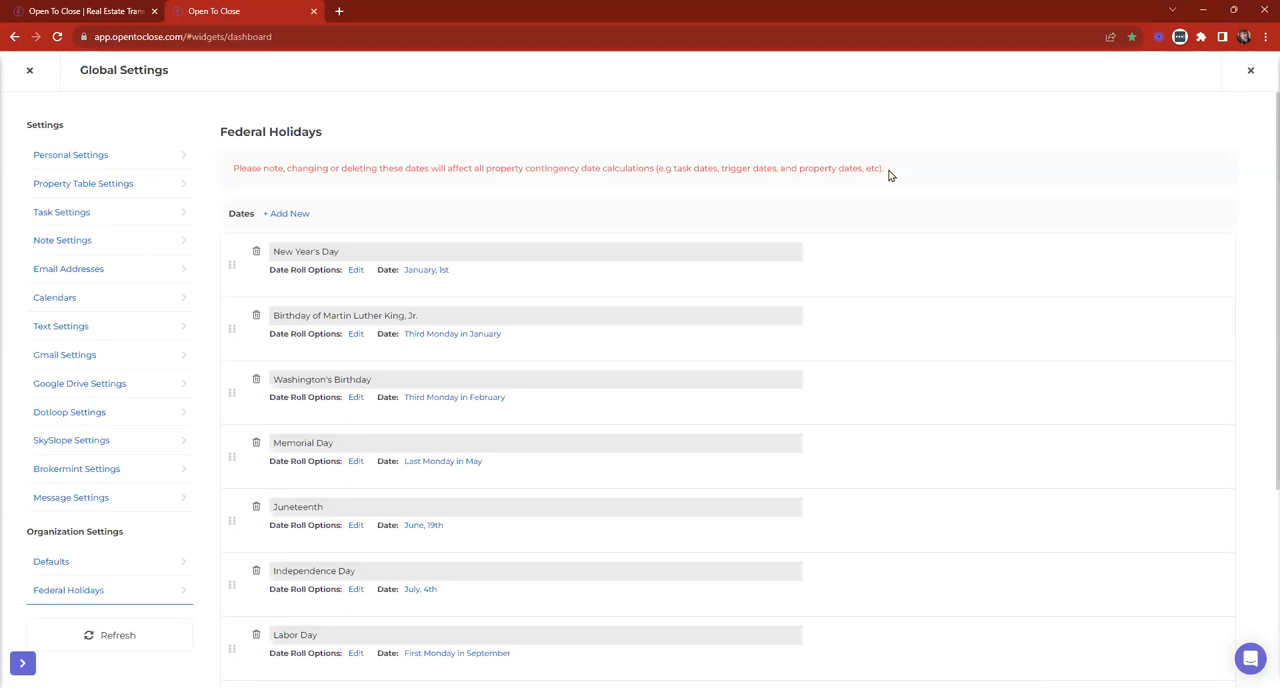 Open To Close | Real Estate Trans
Open To Close
app.opentoclose.com/#widgets/dashboard
Global Settings
Settings
Personal Settings
Property Table Settings
Task Settings
Note Settings
Email Addresses
Calendars
Text Settings
Gmail Settings
Google Drive Settings
Dotloop Settings
SkySlope Settings
Brokermint Settings
Message Settings
Organization Settings
Defaults
Federal Holidays
Refresh
Federal Holidays
Please note, changing or deleting these dates will affect all property contingency date calculations (e.g task dates, trigger dates, and property dates, etc).
Dates + Add New
New Year's Day
Date Roll Options: Edit Date: January, 1st
Birthday of Martin Luther King, Jr.
Date Roll Options: Edit Date: Third Monday in January
Washington's Birthday
Date Roll Options: Edit Date: Third Monday in February
Memorial Day
Date Roll Options: Edit Date: Last Monday in May
Juneteenth
Date Roll Options: Edit Date: June, 19th
Independence Day
Date Roll Options: Edit Date: July, 4th
Labor Day
Date Roll Options: Edit Date: First Monday in September